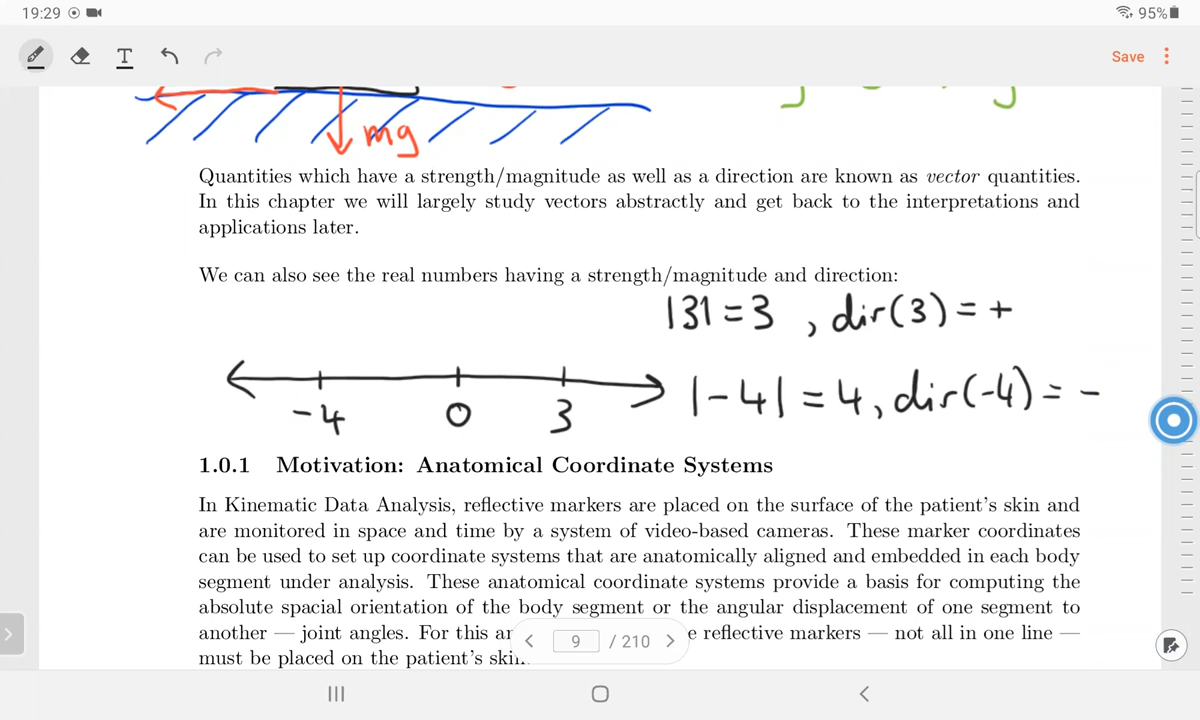 19:29
95%
T
Save
mg
Quantities which have a strength/magnitude as well as a direction are known as vector quantities.
In this chapter we will largely study vectors abstractly and get back to the interpretations and
applications later.
We can also see the real numbers having a strength/magnitude and direction:
|3|=3 , dir(3) = +
-4 0 3
|-4| = 4, dir(-4) = -
1.0.1 Motivation: Anatomical Coordinate Systems
In Kinematic Data Analysis, reflective markers are placed on the surface of the patient's skin and
are monitored in space and time by a system of video-based cameras. These marker coordinates
can be used to set up coordinate systems that are anatomically aligned and embedded in each body
segment under analysis. These anatomical coordinate systems provide a basis for computing the
absolute spacial orientation of the body segment or the angular displacement of one segment to
another — joint angles. For this e reflective markers — not all in one line —
9 / 210
must be placed on the patient's